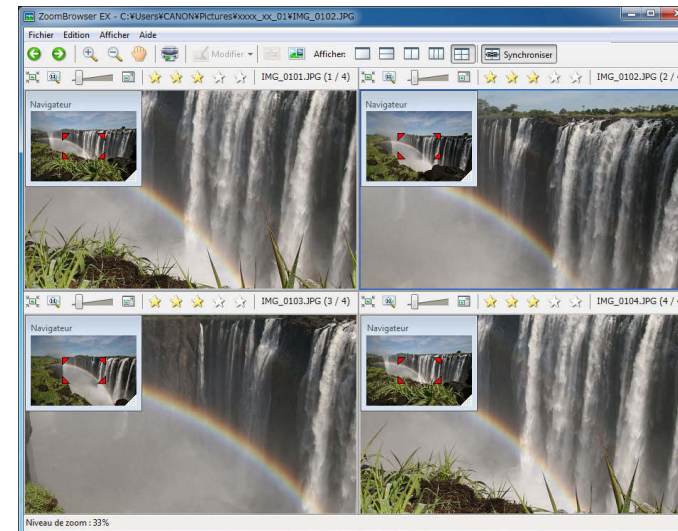 ZoomBrowser EX - C:¥Users¥CANON¥Pictures¥xxxx_xx_01¥IMG_0102.JPG
Fichier Edition Afficher Aide
Modifier Afficher: Synchroniser
IMG_0101.JPG (1 / 4) IMG_0102.JPG (2 /
Navigateur Navigateur
IMG_0103.JPG (3 / 4) IMG_0104.JPG (4 /
Navigateur Navigateur
Niveau de zoom : 33%